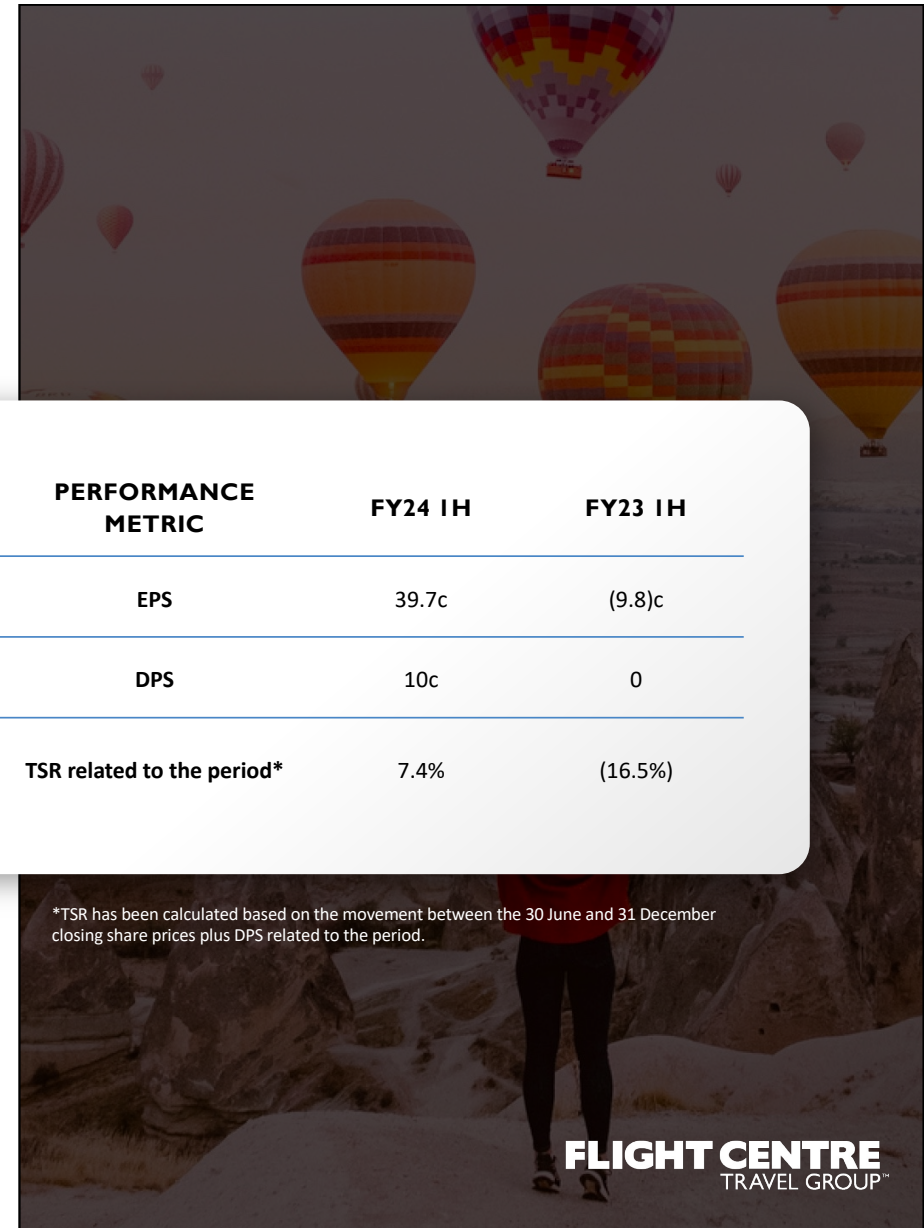 PERFORMANCE
METRIC FY24 1H FY23 1H
EPS 39.7c (9.8)c
DPS 10c 0
TSR related to the period* 7.4% (16.5%)
*TSR has been calculated based on the movement between the 30 June and 31 December
closing share prices plus DPS related to the period.
FLIGHT CENTRE
TRAVEL GROUP™